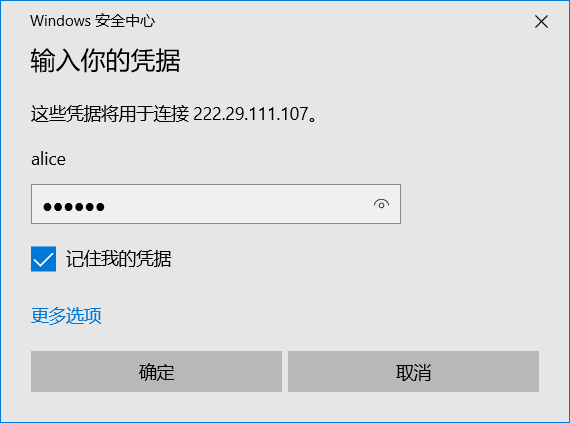 Windows 安全中心
输入你的凭据
这些凭据将用于连接 222.29.111.107。
alice
●●●●●●
记住我的凭据
更多选项
确定
取消